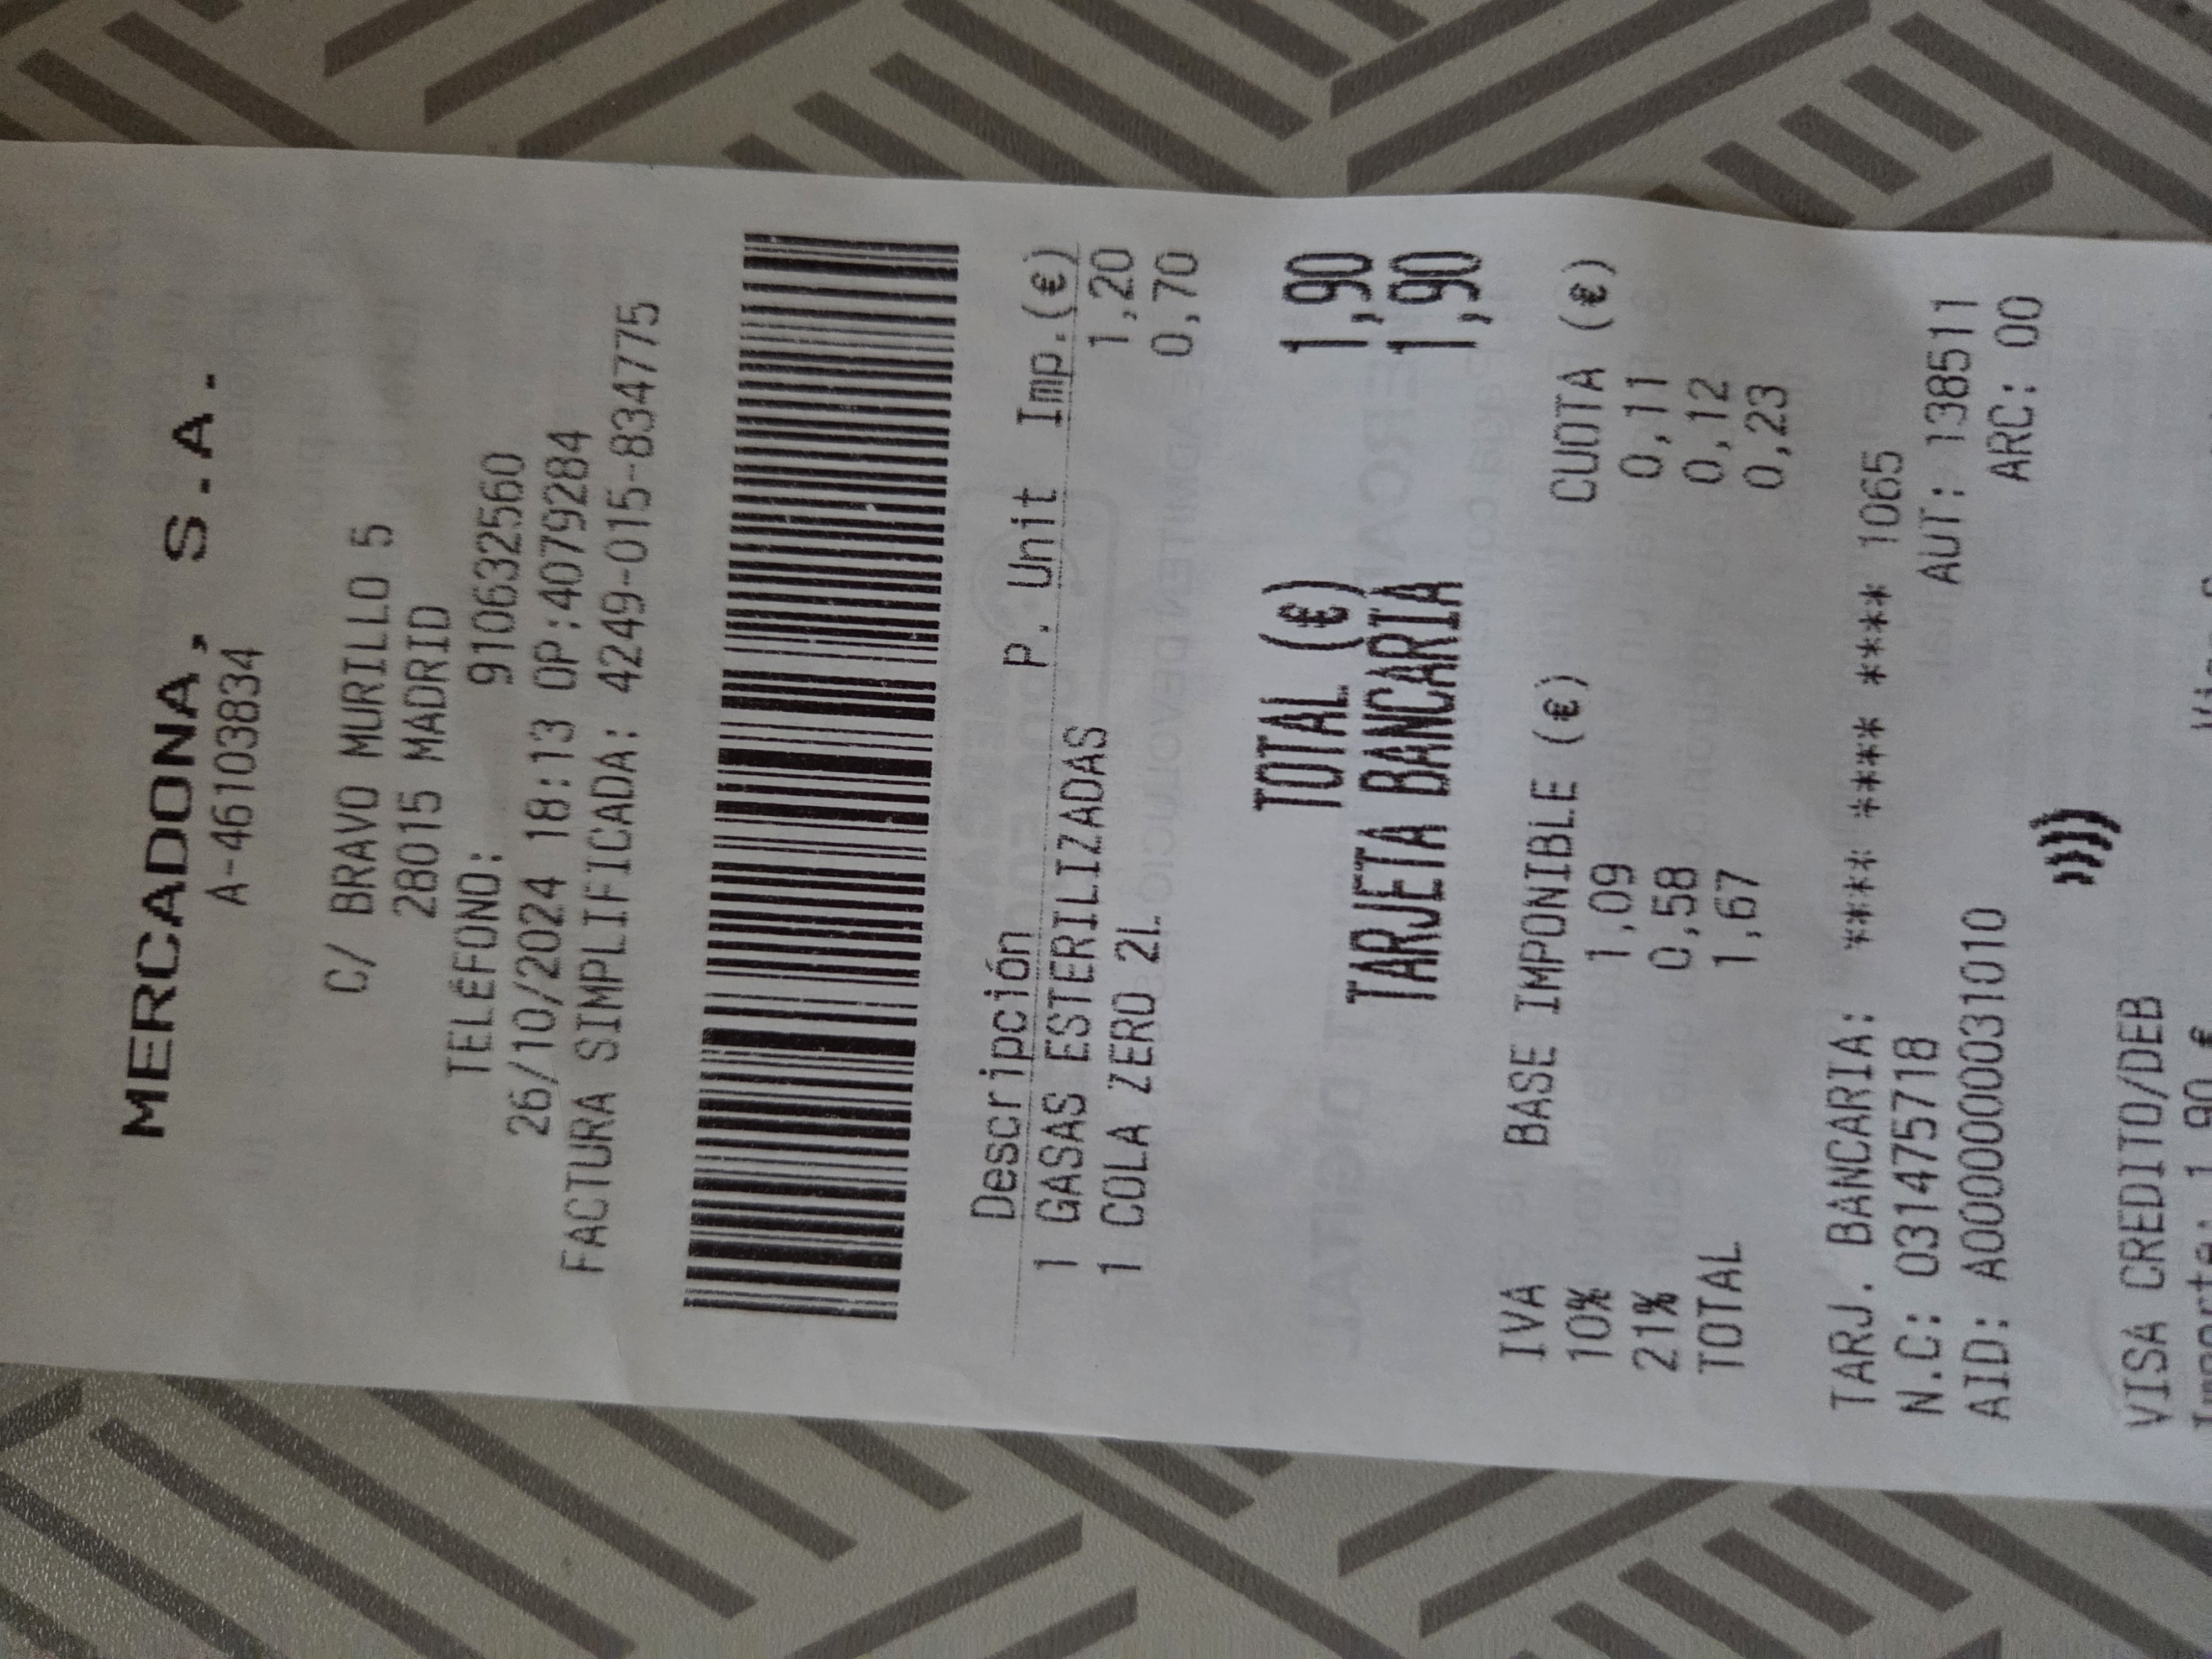 MERCADONA, S.A.
A-46103834
C/ BRAVO MURILLO 5
28015 MADRID
TELÉFONO: 910632560
26/10/2024 18:13 OP:4079284
FACTURA SIMPLIFICADA: 4249-015-834775
Descripción P. Unit Imp.(€)
1 GASAS ESTERILIZADAS 1,20
1 COLA ZERO 2L 0,70
TOTAL (€) 1,90
TARJETA BANCARIA 1,90
IVA BASE IMPONIBLE (€) CUOTA (€)
10% 1,09 0,11
21% 0,58 0,12
TOTAL 1,67 0,23
TARJ. BANCARIA: **** **** **** 1065
N.C: 031475718 AUT: 138511
AID: A0000000031010 ARC: 00
VISA CREDITO/DEB
Importe: 1,90 €